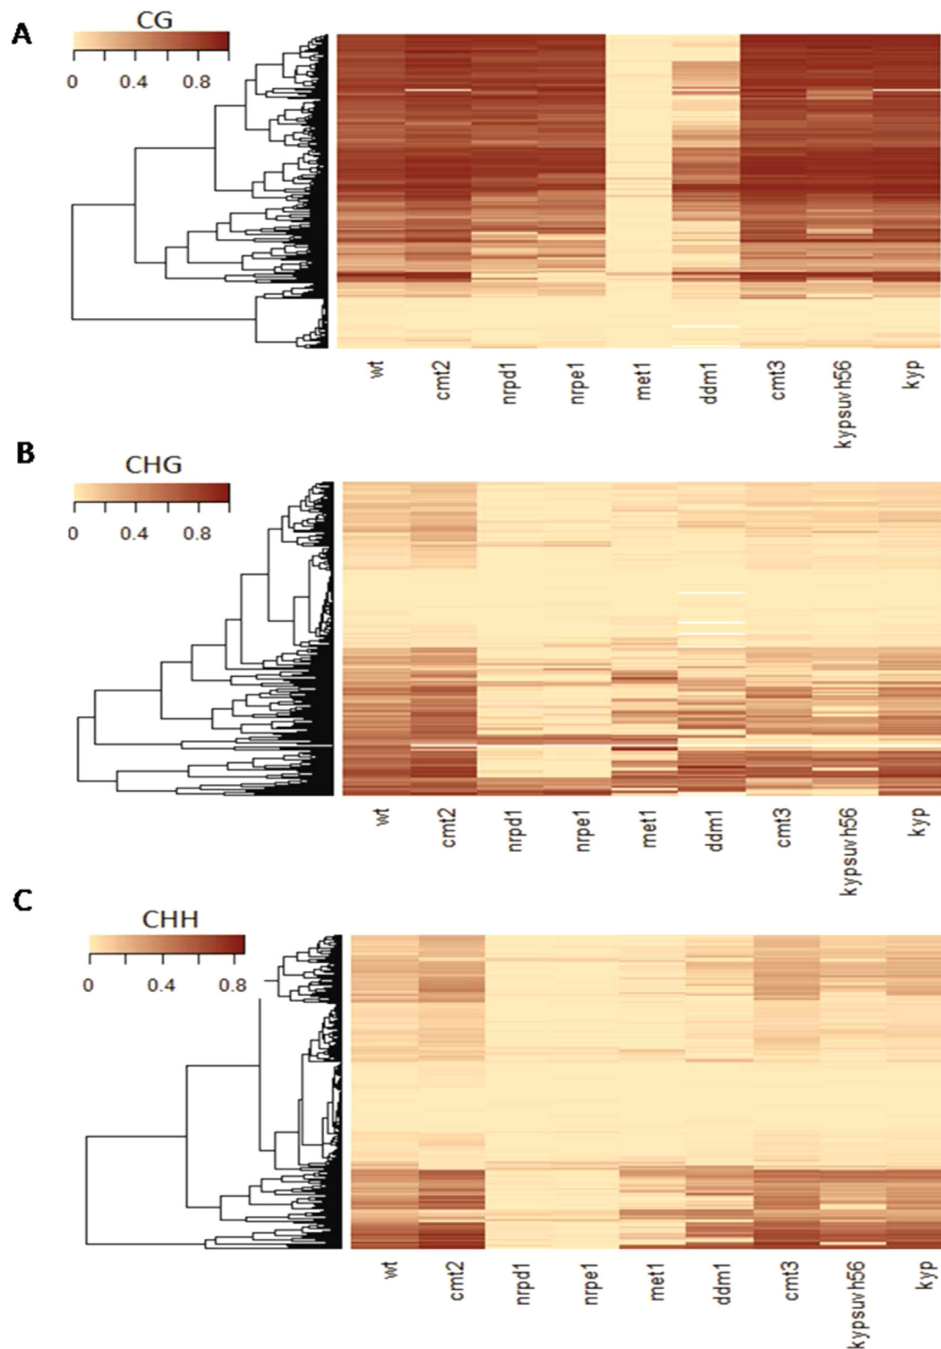 A
CG
0 0.4 0.8
wt cmt2 nrpd1 nrpe1 met1 ddm1 cmt3 kypsuvh56 kyp
B
CHG
0 0.4 0.8
wt cmt2 nrpd1 nrpe1 met1 ddm1 cmt3 kypsuvh56 kyp
C
CHH
0 0.4 0.8
wt cmt2 nrpd1 nrpe1 met1 ddm1 cmt3 kypsuvh56 kyp